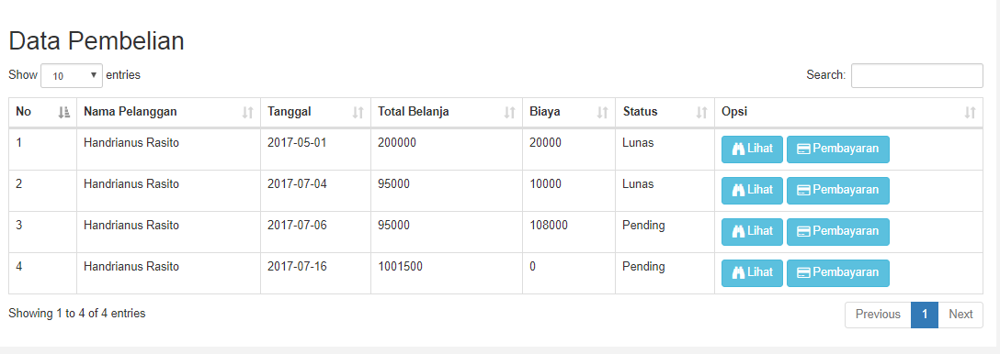 Data Pembelian
Show 10 entries Search:
No Nama Pelanggan Tanggal Total Belanja Biaya Status Opsi
1 Handrianus Rasito 2017-05-01 200000 20000 Lunas Lihat Pembayaran
2 Handrianus Rasito 2017-07-04 95000 10000 Lunas Lihat Pembayaran
3 Handrianus Rasito 2017-07-06 95000 108000 Pending Lihat Pembayaran
4 Handrianus Rasito 2017-07-16 1001500 0 Pending Lihat Pembayaran
Showing 1 to 4 of 4 entries Previous 1 Next